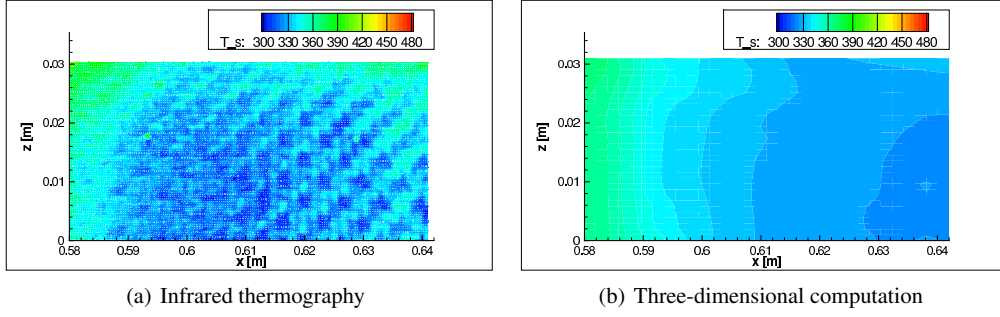 T_s: 300 330 360 390 420 450 480
T_s: 300 330 360 390 420 450 480
0.03
0.02
0.01
0
z [m]
0.58 0.59 0.6 0.61 0.62 0.63 0.64
x [m]
0.03
0.02
0.01
0
z [m]
0.58 0.59 0.6 0.61 0.62 0.63 0.64
x [m]
(a) Infrared thermography
(b) Three-dimensional computation